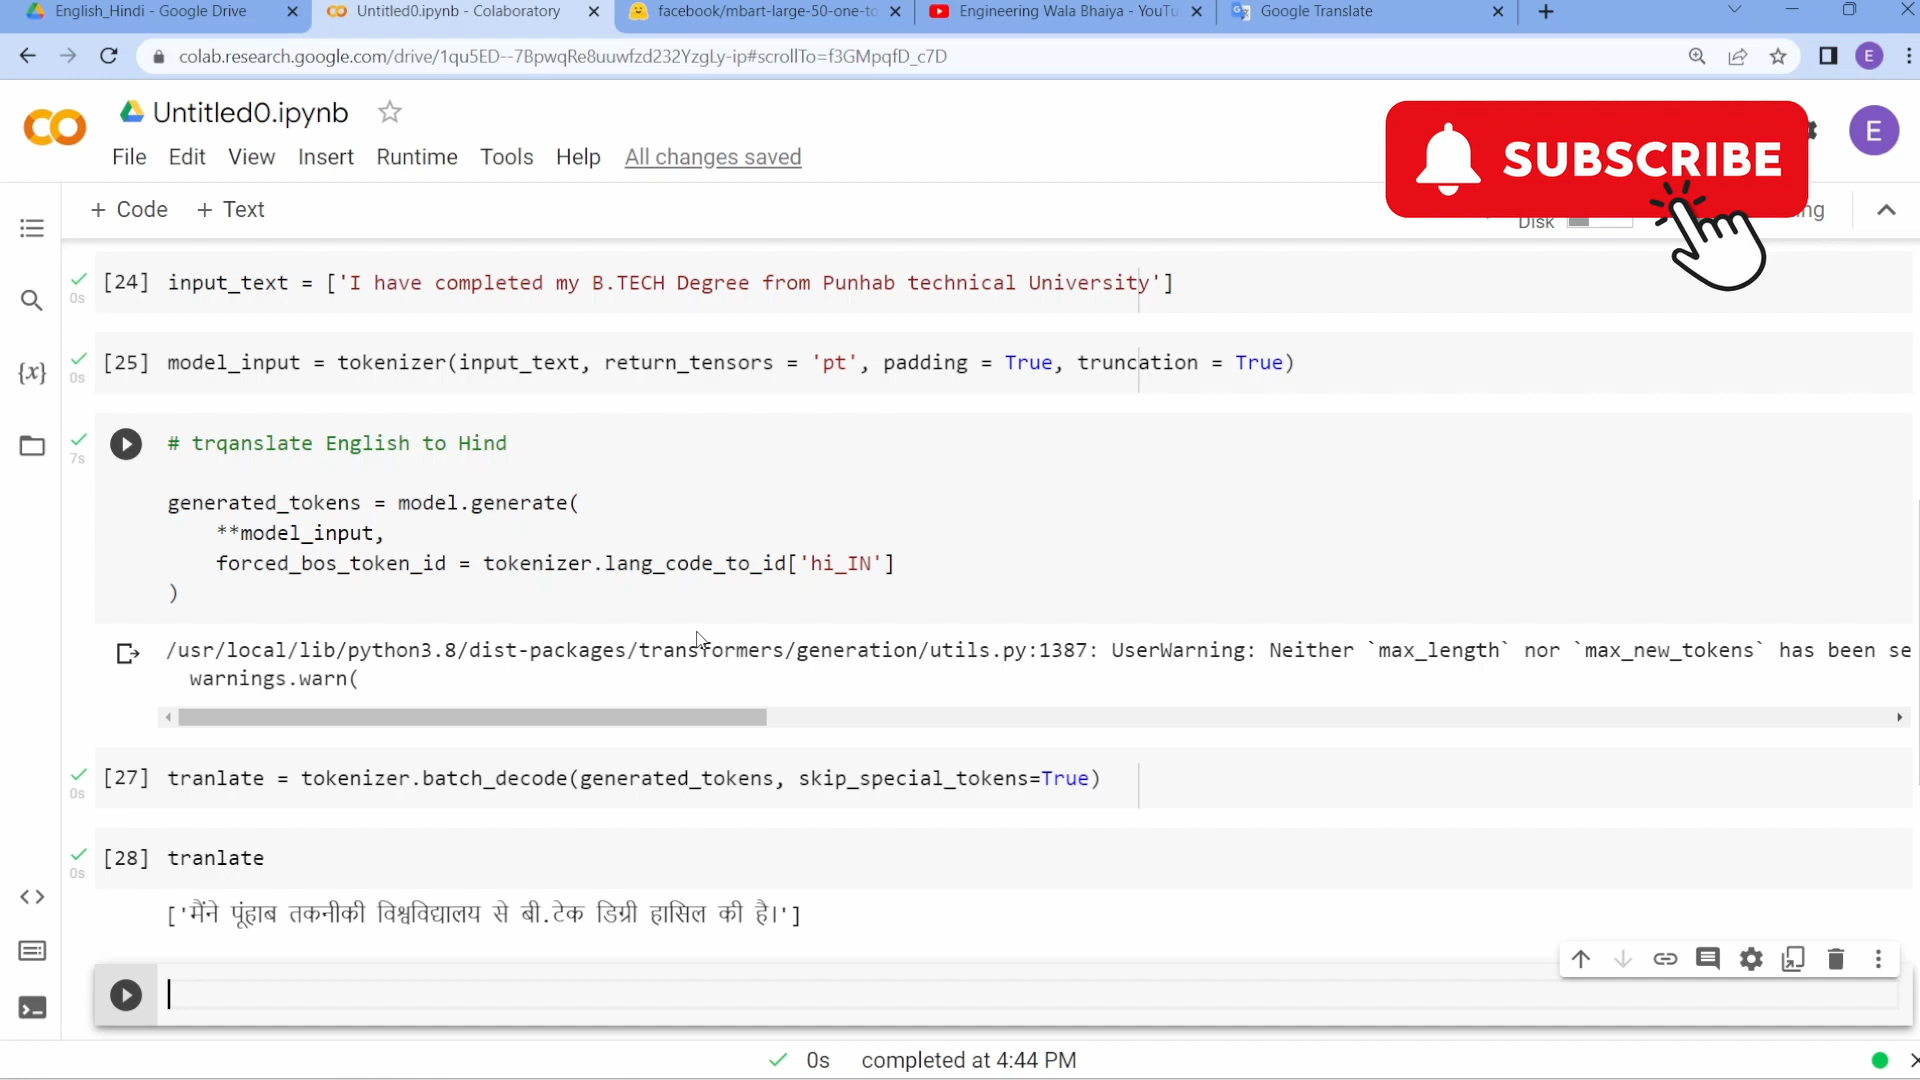 English_Hindi - Google Drive
Untitled0.ipynb - Colaboratory
facebook/mbart-large-50-one-to
Engineering Wala Bhaiya - YouTu
Google Translate
colab.research.google.com/drive/1qu5ED--7BpwqRe8uuwfzd232YzgLy-ip#scrollTo=f3GMpqfD_c7D
E
CO
Untitled0.ipynb
SUBSCRIBE
E
File Edit View Insert Runtime Tools Help All changes saved
+ Code + Text
Disk
ng
[24] input_text = ['I have completed my B.TECH Degree from Punhab technical University']
0s
[25] model_input = tokenizer(input_text, return_tensors = 'pt', padding = True, truncation = True)
0s
# trqanslate English to Hind
7s
generated_tokens = model.generate(
**model_input,
forced_bos_token_id = tokenizer.lang_code_to_id['hi_IN']
)
/usr/local/lib/python3.8/dist-packages/transformers/generation/utils.py:1387: UserWarning: Neither `max_length` nor `max_new_tokens` has been se
warnings.warn(
[27] tranlate = tokenizer.batch_decode(generated_tokens, skip_special_tokens=True)
0s
[28] tranlate
0s
['मैंने पूंहाब तकनीकी विश्वविद्यालय से बी.टेक डिग्री हासिल की है।']
0s completed at 4:44 PM